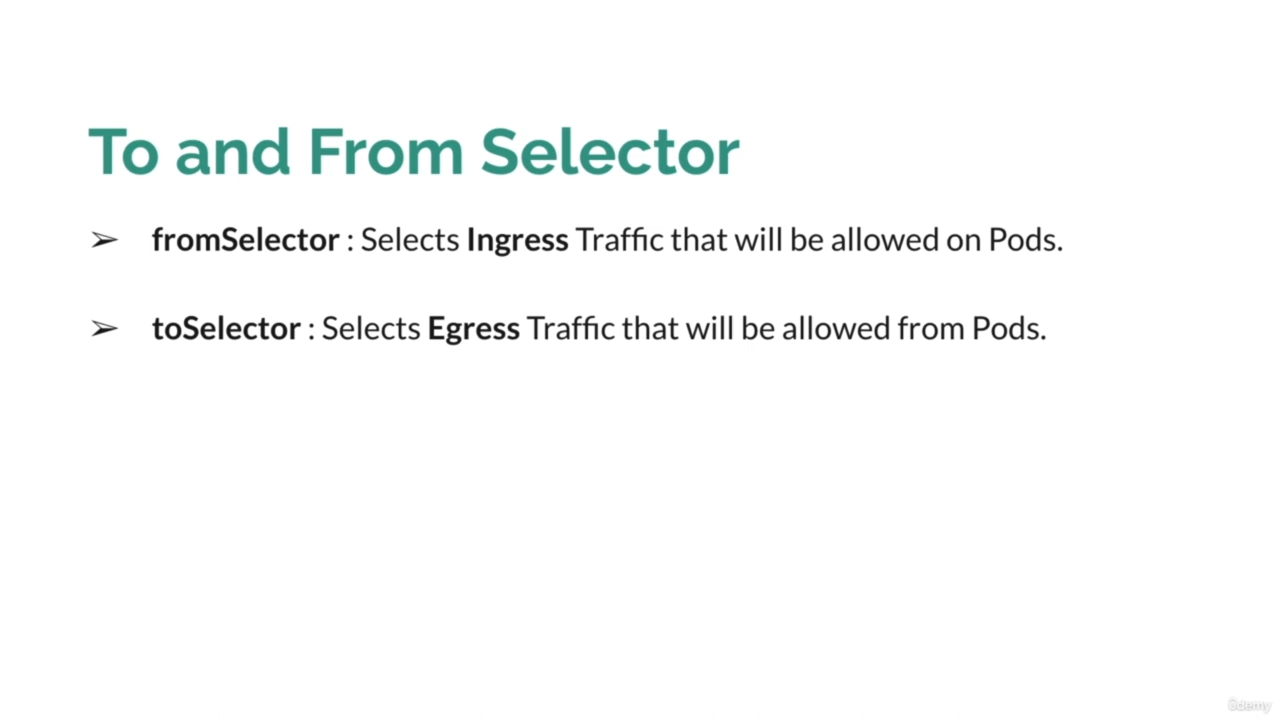 To and From Selector
➢ fromSelector : Selects Ingress Traffic that will be allowed on Pods.
➢ toSelector : Selects Egress Traffic that will be allowed from Pods.
ûdemy